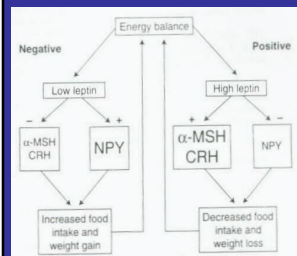 Energy balance
Negative
Positive
Low leptin
High leptin
– +
+ –
α-MSH
CRH
NPY
α-MSH
CRH
NPY
Increased food
intake and
weight gain
Decreased food
intake and
weight loss